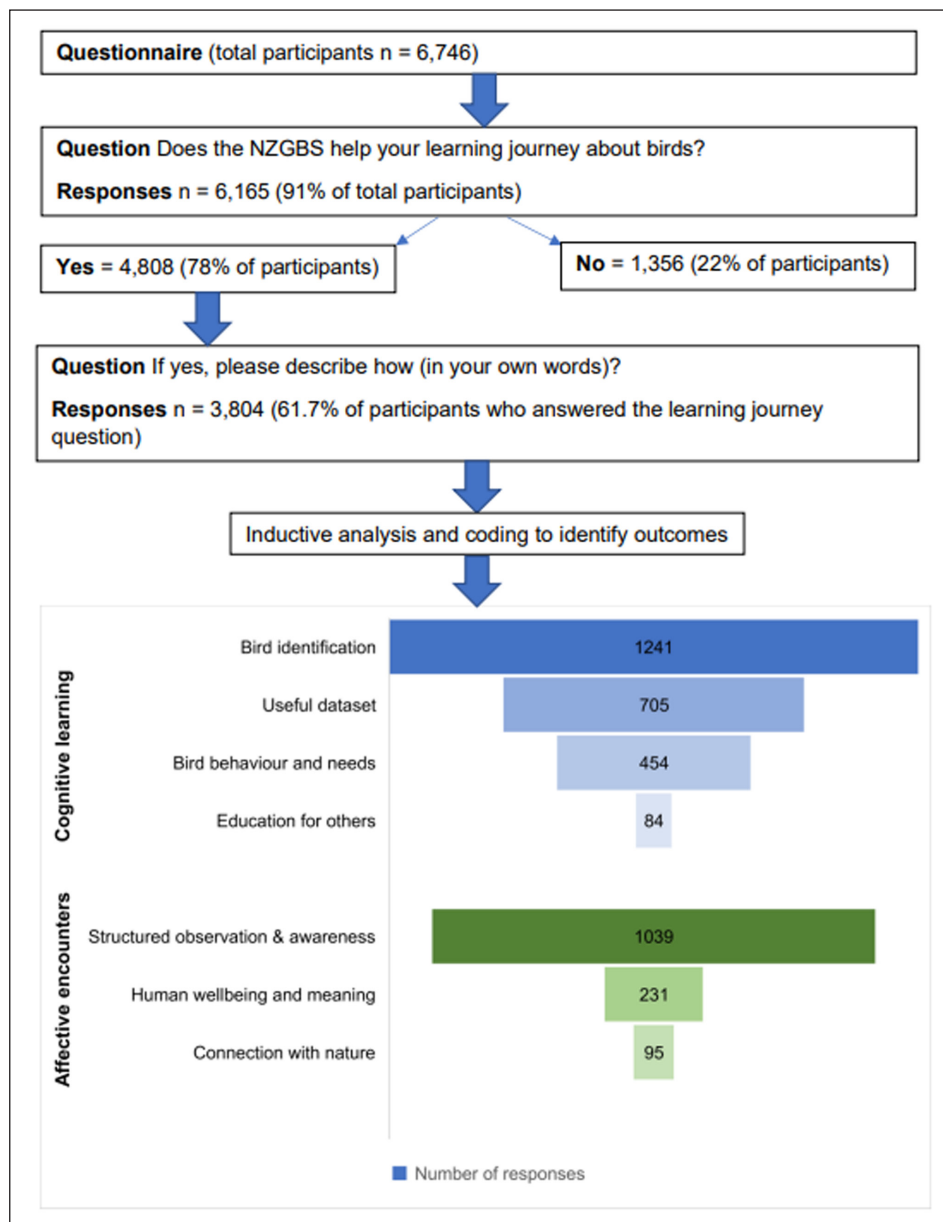 Questionnaire (total participants n = 6,746)
Question Does the NZGBS help your learning journey about birds?
Responses n = 6,165 (91% of total participants)
Yes = 4,808 (78% of participants)
No = 1,356 (22% of participants)
Question If yes, please describe how (in your own words)?
Responses n = 3,804 (61.7% of participants who answered the learning journey
question)
Inductive analysis and coding to identify outcomes
Cognitive learning
Bird identification 1241
Useful dataset 705
Bird behaviour and needs 454
Education for others 84
Affective encounters
Structured observation & awareness 1039
Human wellbeing and meaning 231
Connection with nature 95
Number of responses